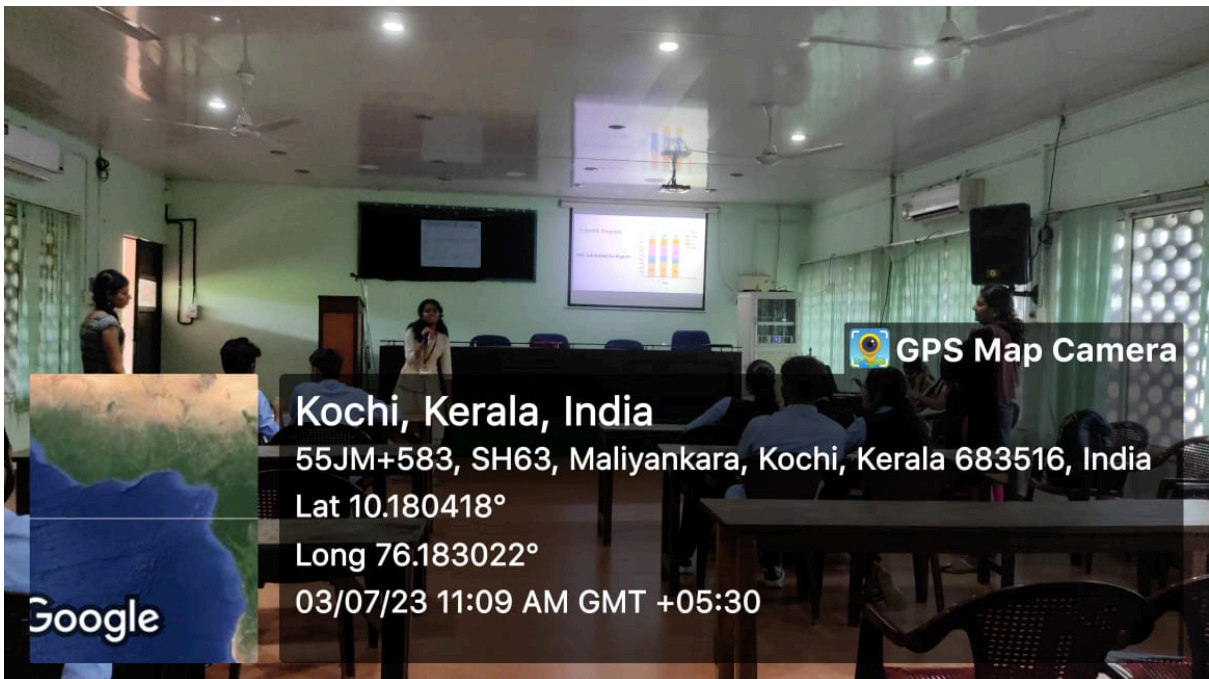 GPS Map Camera
Kochi, Kerala, India
55JM+583, SH63, Maliyankara, Kochi, Kerala 683516, India
Lat 10.180418°
Long 76.183022°
03/07/23 11:09 AM GMT +05:30
Google